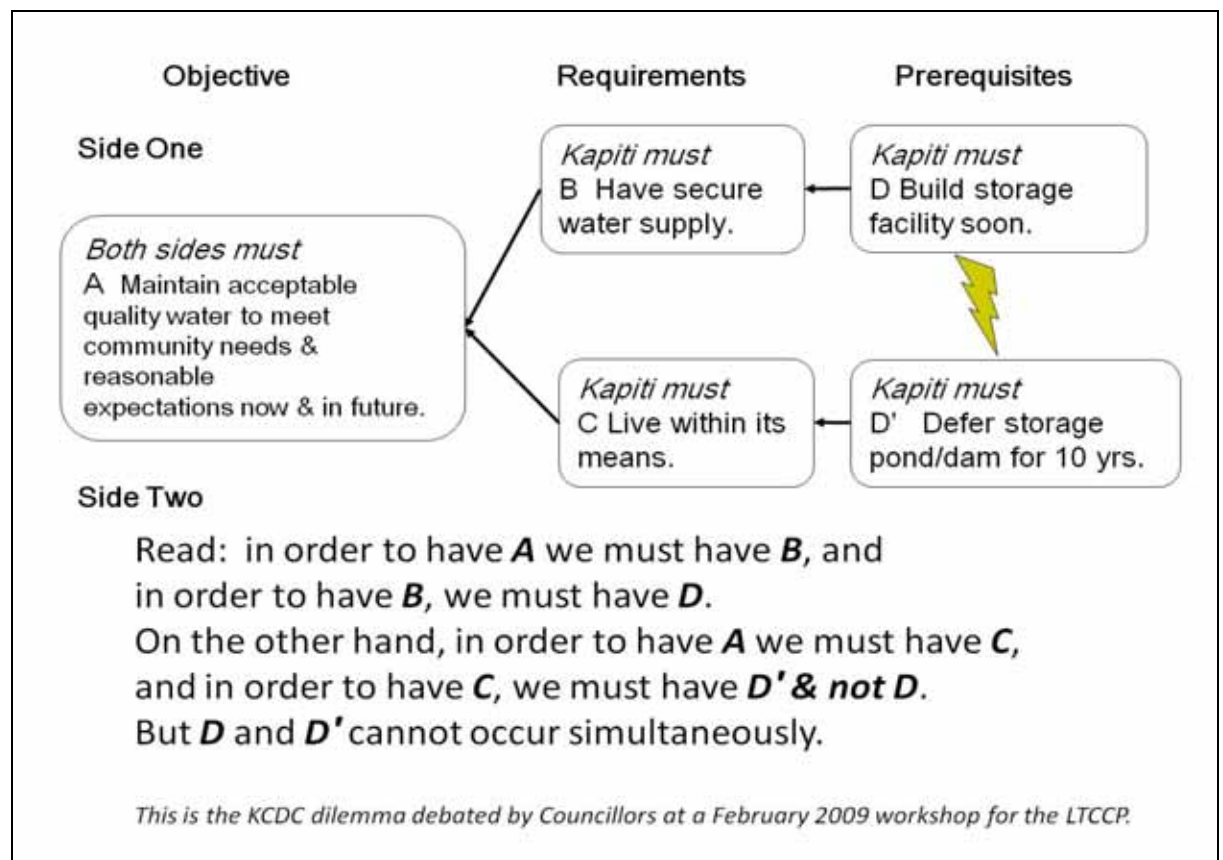 Objective
Requirements
Prerequisites
Side One
Kapiti must
B Have secure
water supply.
Kapiti must
D Build storage
facility soon.
Both sides must
A Maintain acceptable
quality water to meet
community needs &
reasonable
expectations now & in future.
Kapiti must
C Live within its
means.
Kapiti must
D' Defer storage
pond/dam for 10 yrs.
Side Two
Read: in order to have A we must have B, and
in order to have B, we must have D.
On the other hand, in order to have A we must have C,
and in order to have C, we must have D' & not D.
But D and D' cannot occur simultaneously.
This is the KCDC dilemma debated by Councillors at a February 2009 workshop for the LTCCP.